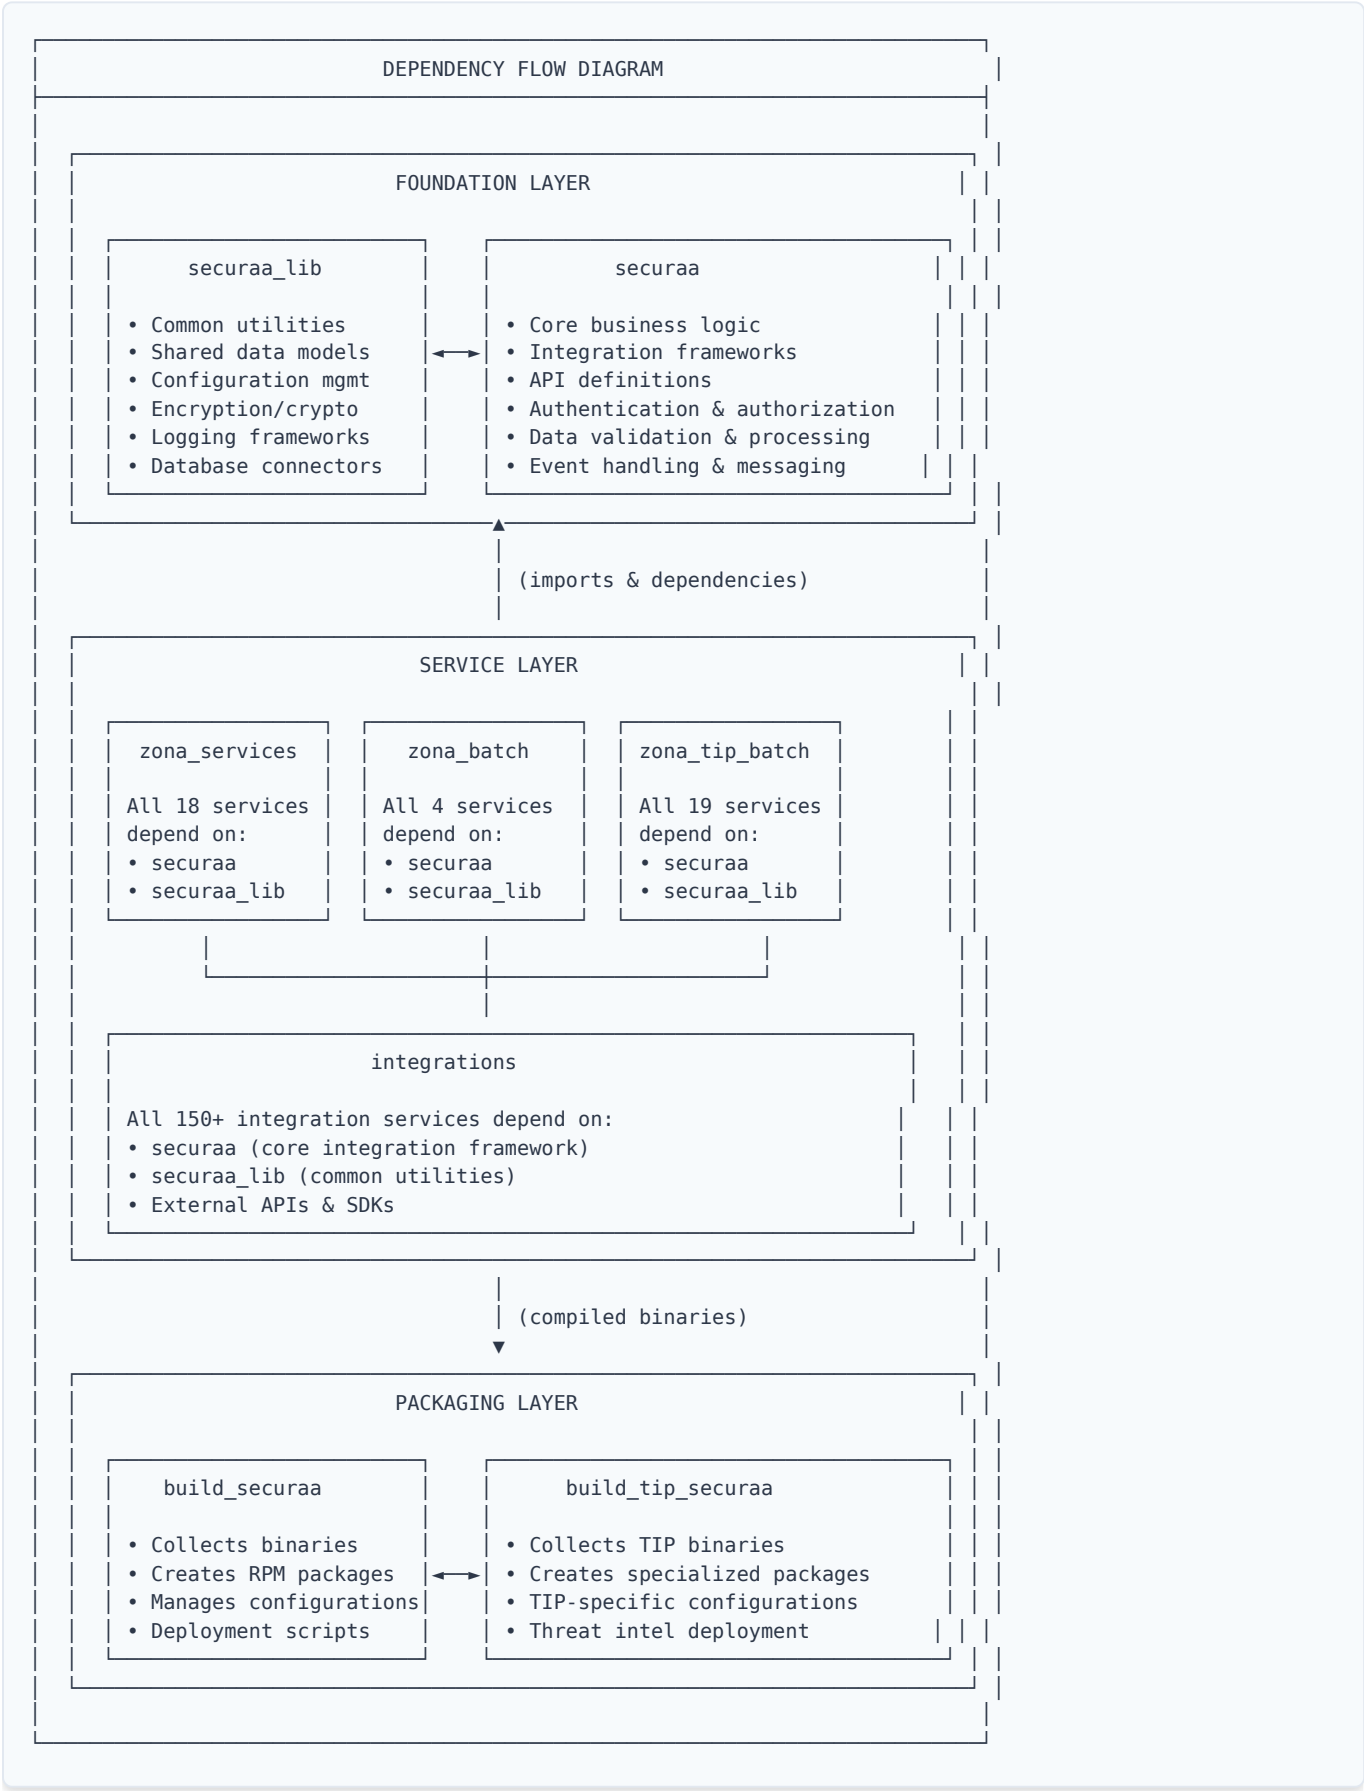 DEPENDENCY FLOW DIAGRAM
FOUNDATION LAYER
securaa_lib
• Common utilities
• Shared data models
• Configuration mgmt
• Encryption/crypto
• Logging frameworks
• Database connectors
securaa
• Core business logic
• Integration frameworks
• API definitions
• Authentication & authorization
• Data validation & processing
• Event handling & messaging
(imports & dependencies)
SERVICE LAYER
zona_services
All 18 services
depend on:
• securaa
• securaa_lib
zona_batch
All 4 services
depend on:
• securaa
• securaa_lib
zona_tip_batch
All 19 services
depend on:
• securaa
• securaa_lib
integrations
All 150+ integration services depend on:
• securaa (core integration framework)
• securaa_lib (common utilities)
• External APIs & SDKs
(compiled binaries)
PACKAGING LAYER
build_securaa
• Collects binaries
• Creates RPM packages
• Manages configurations
• Deployment scripts
build_tip_securaa
• Collects TIP binaries
• Creates specialized packages
• TIP-specific configurations
• Threat intel deployment